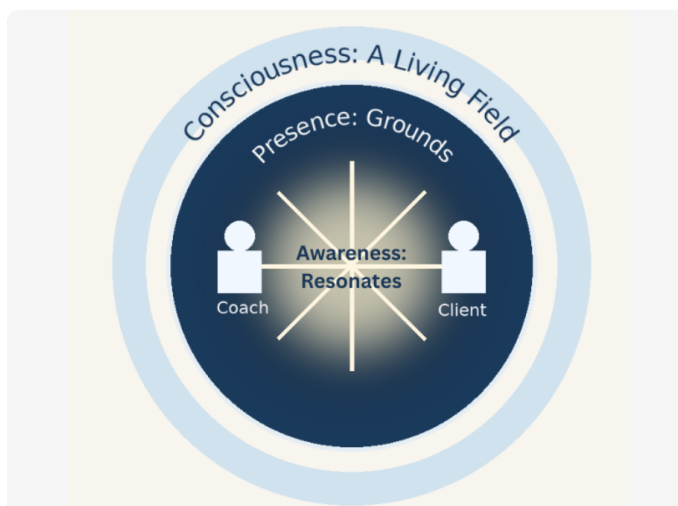 Consciousness: A Living Field
Presence: Grounds
Awareness:
Resonates
Coach
Client